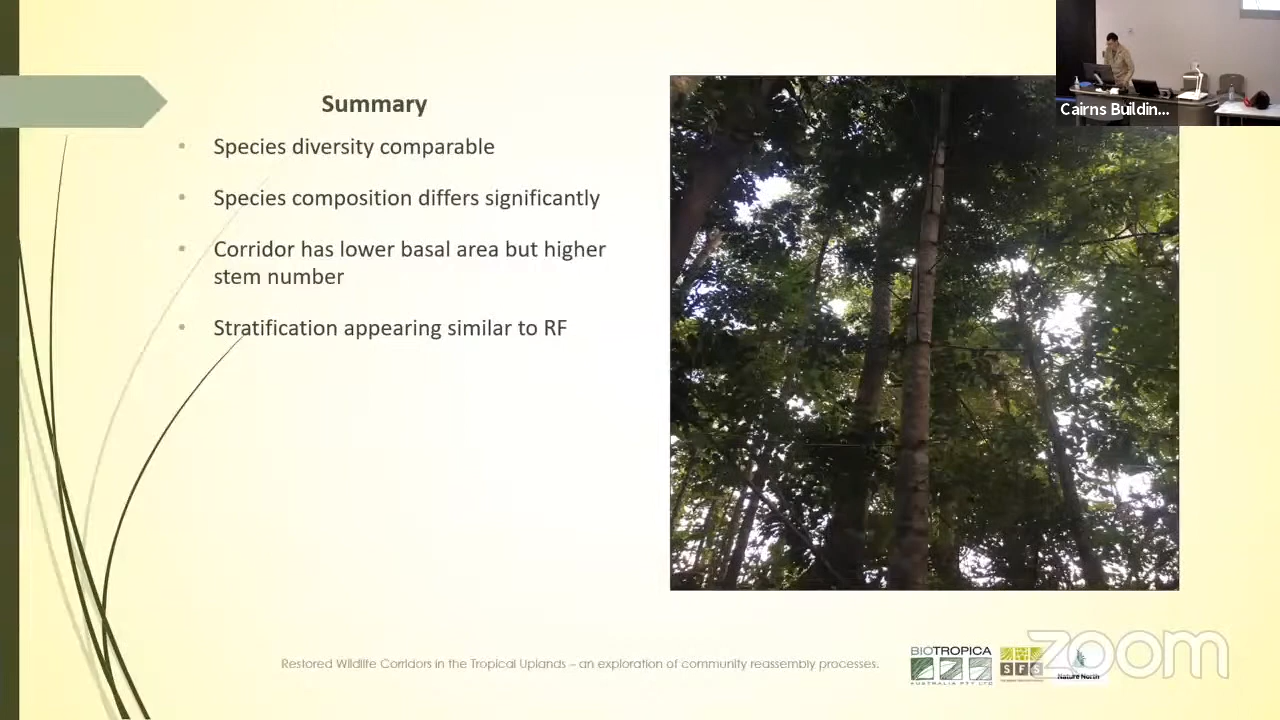 Cairns Buildin...
Summary
Species diversity comparable
Species composition differs significantly
Corridor has lower basal area but higher
stem number
Stratification appearing similar to RF
Restored Wildlife Corridors in the Tropical Uplands – an exploration of community reassembly processes.
BIOTROPICA
AUSTRALIA PTY LTD
SFS
Nature North
zoom